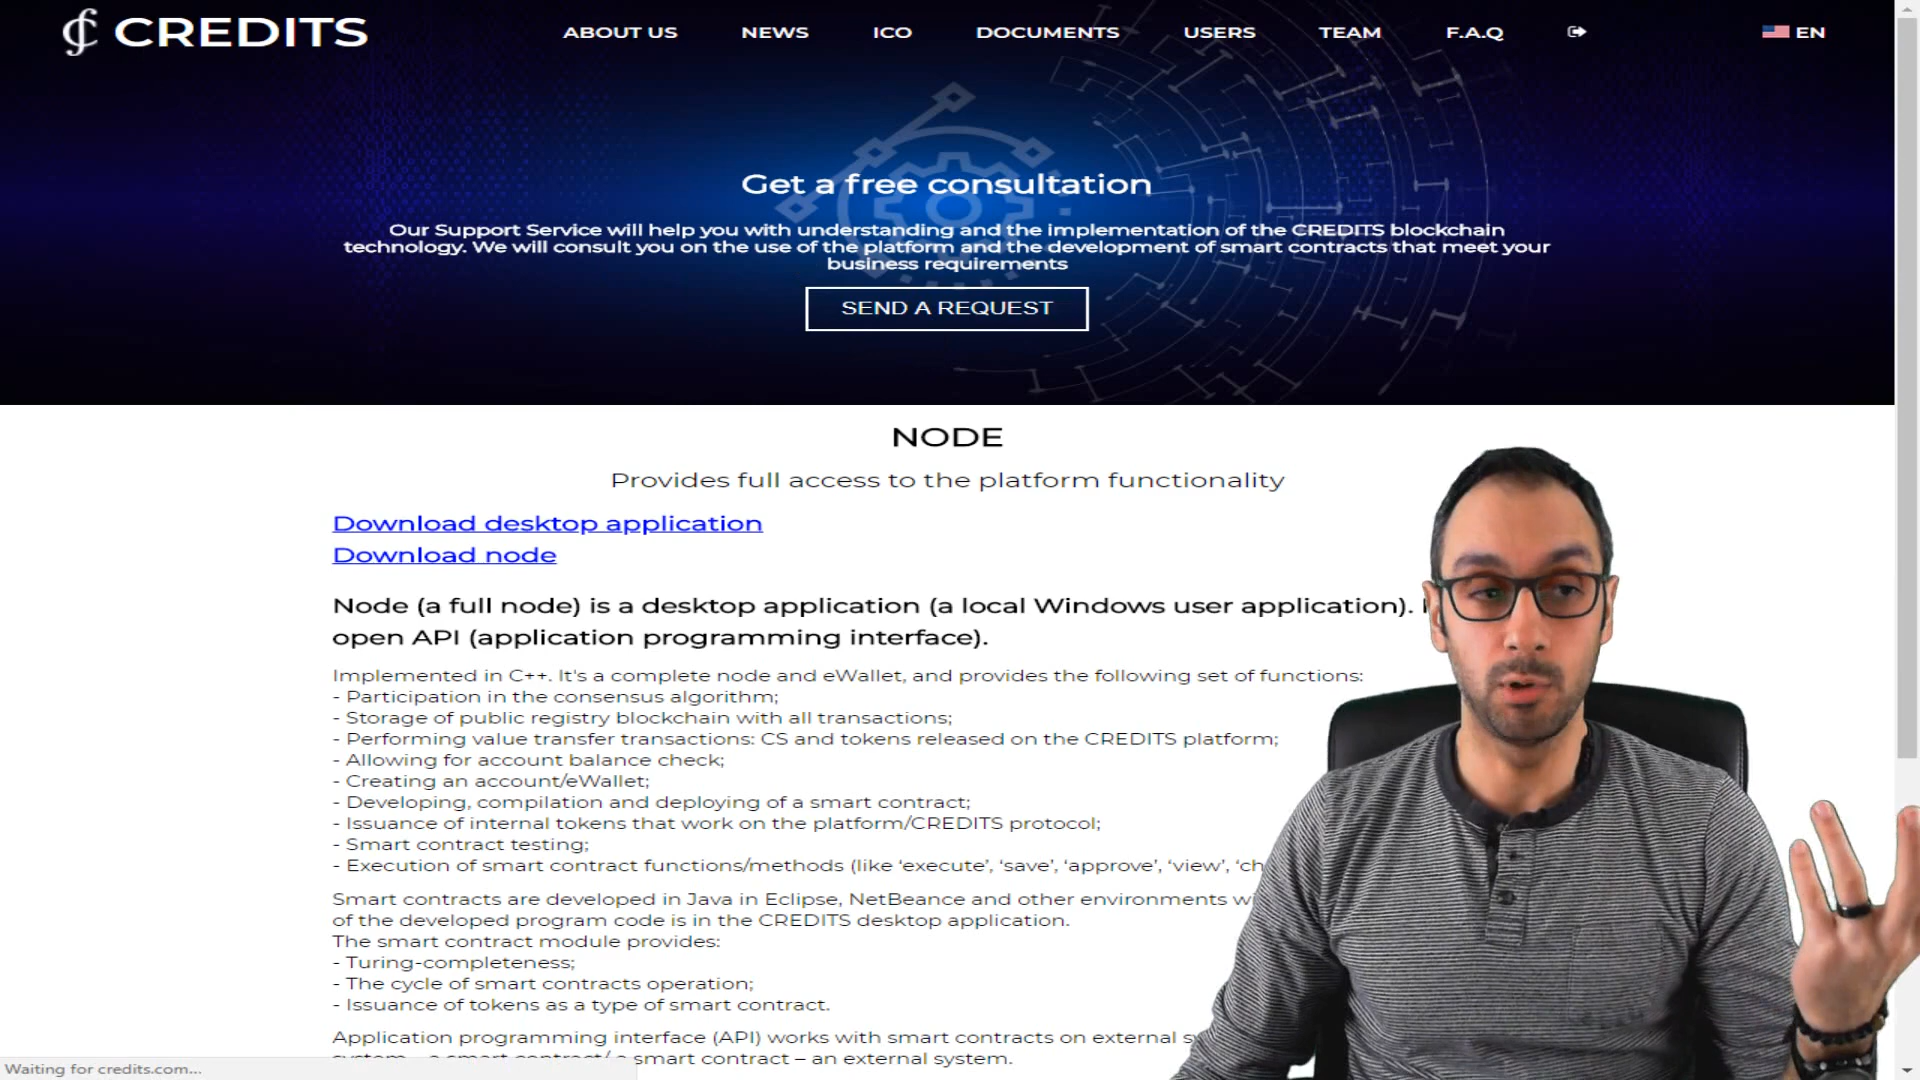 CREDITS
ABOUT US
NEWS
ICO
DOCUMENTS
USERS
TEAM
F.A.Q
EN
Get a free consultation
Our Support Service will help you with understanding and the implementation of the CREDITS blockchain
technology. We will consult you on the use of the platform and the development of smart contracts that meet your
business requirements
SEND A REQUEST
NODE
Provides full access to the platform functionality
Download desktop application
Download node
Node (a full node) is a desktop application (a local Windows user application).
open API (application programming interface).
Implemented in C++. It's a complete node and eWallet, and provides the following set of functions:
- Participation in the consensus algorithm;
- Storage of public registry blockchain with all transactions;
- Performing value transfer transactions: CS and tokens released on the CREDITS platform;
- Allowing for account balance check;
- Creating an account/eWallet;
- Developing, compilation and deploying of a smart contract;
- Issuance of internal tokens that work on the platform/CREDITS protocol;
- Smart contract testing;
- Execution of smart contract functions/methods (like ‘execute’, ‘save’, ‘approve’, ‘view’, ‘ch
Smart contracts are developed in Java in Eclipse, NetBeance and other environments
of the developed program code is in the CREDITS desktop application.
The smart contract module provides:
- Turing-completeness;
- The cycle of smart contracts operation;
- Issuance of tokens as a type of smart contract.
Application programming interface (API) works with smart contracts on external
system – a smart contract/ a smart contract – an external system.
Waiting for credits.com...